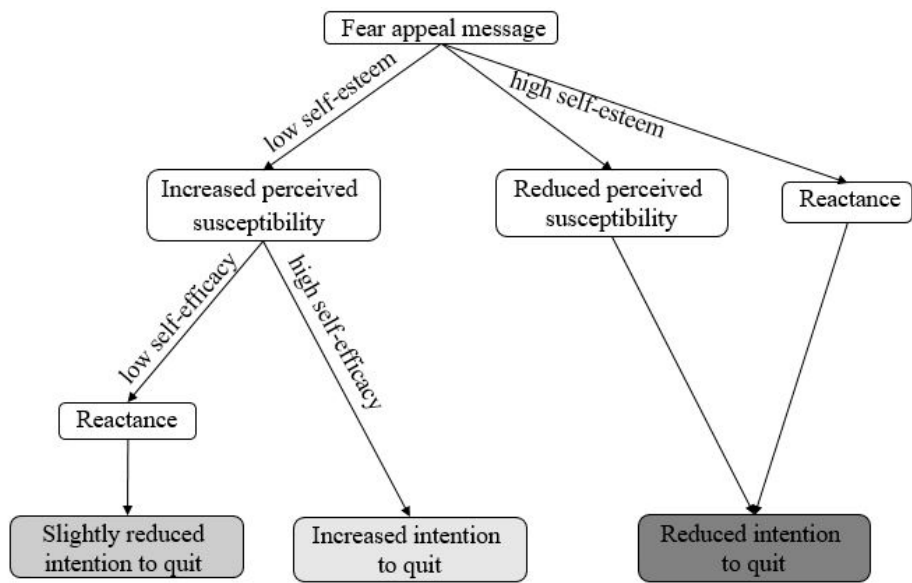 Fear appeal message
low self-esteem
high self-esteem
Increased perceived
susceptibility
Reduced perceived
susceptibility
Reactance
low self-efficacy
high self-efficacy
Reactance
Slightly reduced
intention to quit
Increased intention
to quit
Reduced intention
to quit